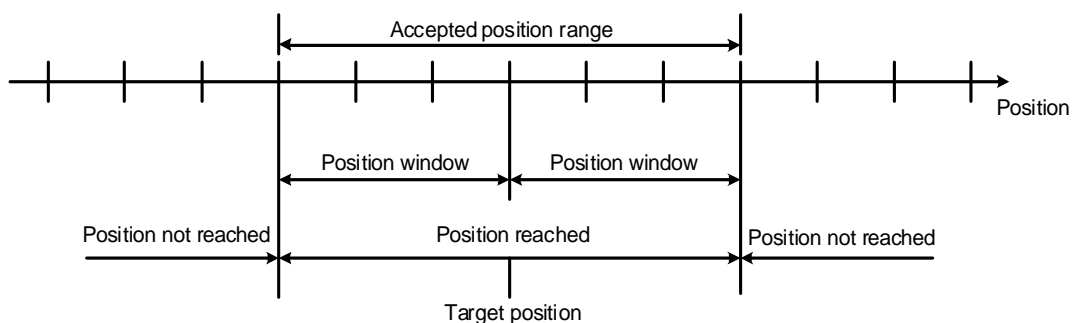 Accepted position range
Position
Position window
Position window
Position not reached
Position reached
Position not reached
Target position